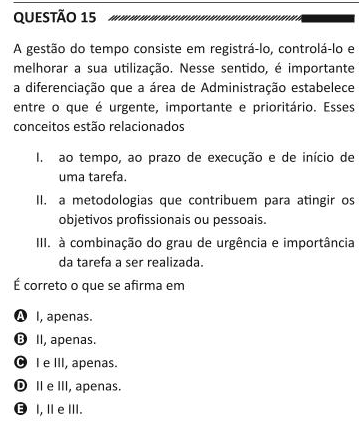 QUESTÃO 15
A gestão do tempo consiste em registrá-lo, controlá-lo e
melhorar a sua utilização. Nesse sentido, é importante
a diferenciação que a área de Administração estabelece
entre o que é urgente, importante e prioritário. Esses
conceitos estão relacionados
I. ao tempo, ao prazo de execução e de início de
uma tarefa.
II. a metodologias que contribuem para atingir os
objetivos profissionais ou pessoais.
III. à combinação do grau de urgência e importância
da tarefa a ser realizada.
É correto o que se afirma em
A I, apenas.
B II, apenas.
C I e III, apenas.
D II e III, apenas.
E I, II e III.